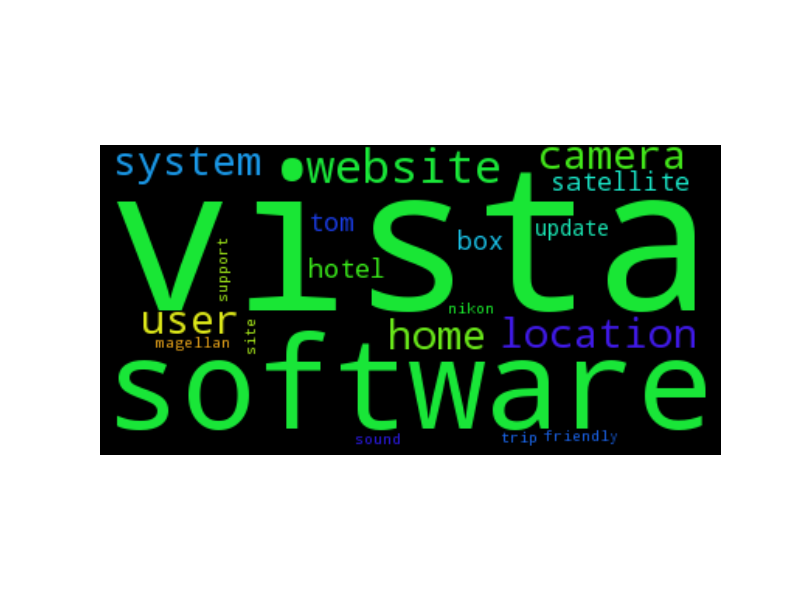 system website camera
satellite
vista
tom
update
box
support
hotel
nikon
user
home location
magellan
site
software
sound
trip friendly